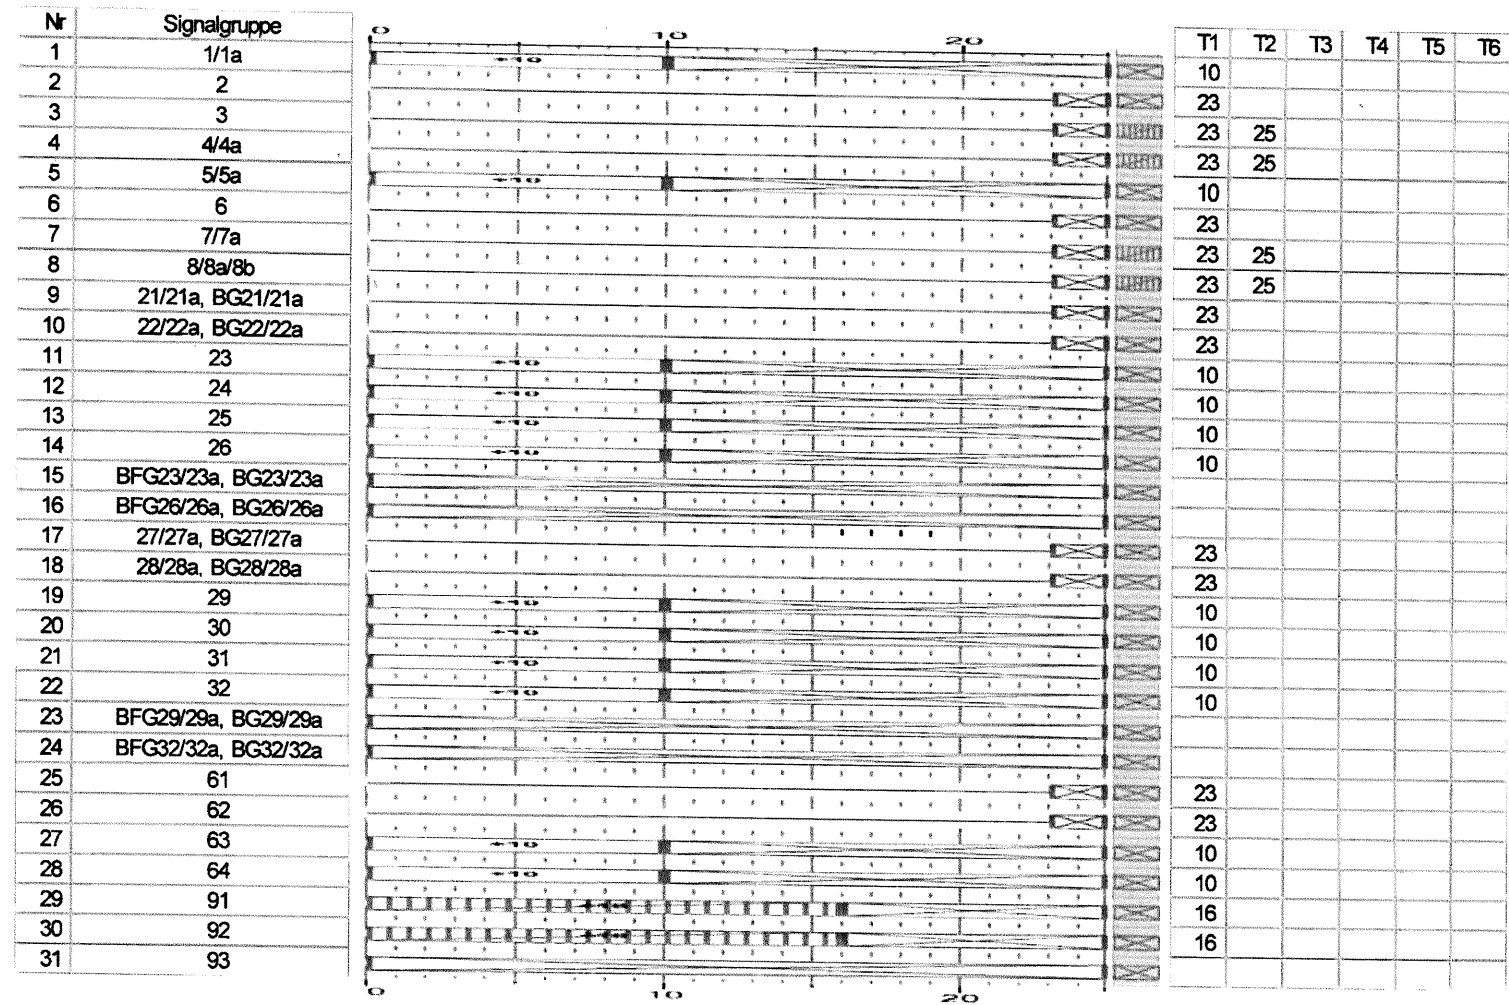 Nr Signalgruppe 0 10 20 T1 T2 T3 T4 T5 T6
1 1/1a 10
2 2 23
3 3 23 25
4 4/4a 23 25
5 5/5a 10
6 6 23
7 7/7a 23 25
8 8/8a/8b 23 25
9 21/21a, BG21/21a 23
10 22/22a, BG22/22a 23
11 23 10
12 24 10
13 25 10
14 26 10
15 BFG23/23a, BG23/23a
16 BFG26/26a, BG26/26a
17 27/27a, BG27/27a 23
18 28/28a, BG28/28a 23
19 29 10
20 30 10
21 31 10
22 32 10
23 BFG29/29a, BG29/29a
24 BFG32/32a, BG32/32a
25 61 23
26 62 23
27 63 10
28 64 10
29 91 16
30 92 16
31 93
0 10 20